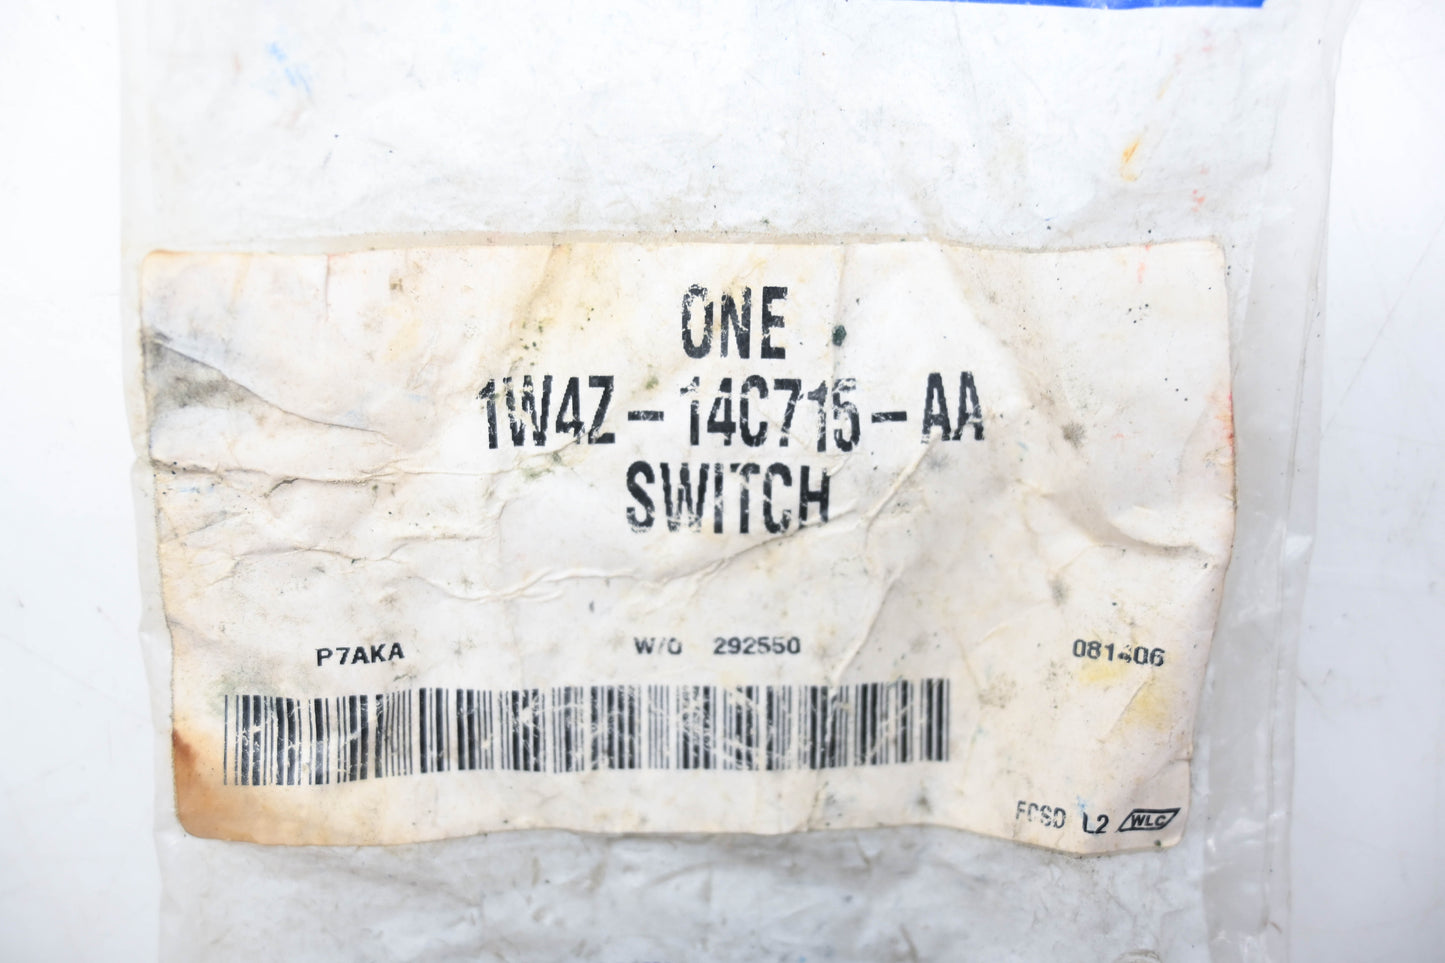 ONE
1W4Z-14C715-AA
SWITCH
P7AKA W/O 292550 081406
FCSD L2 WLC